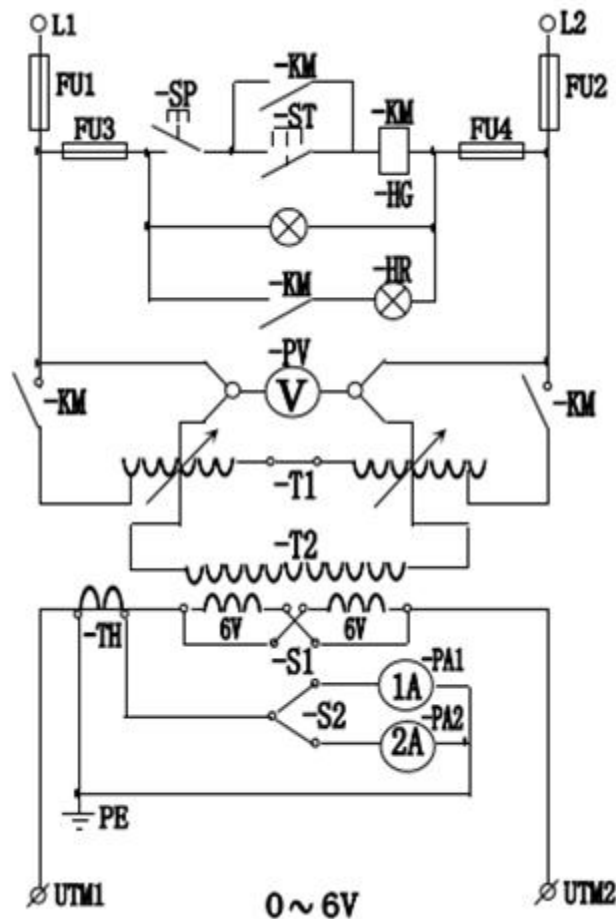 L1 L2
FU1 -SP -KM FU2
-ST -KM
FU3 FU4
-HG
-KM -HR
-PV
-KM V -KM
-T1
-T2
6V 6V
-TH
-S1 -PA1
1A
-S2 -PA2
2A
PE
UTM1 UTM2
0～6V